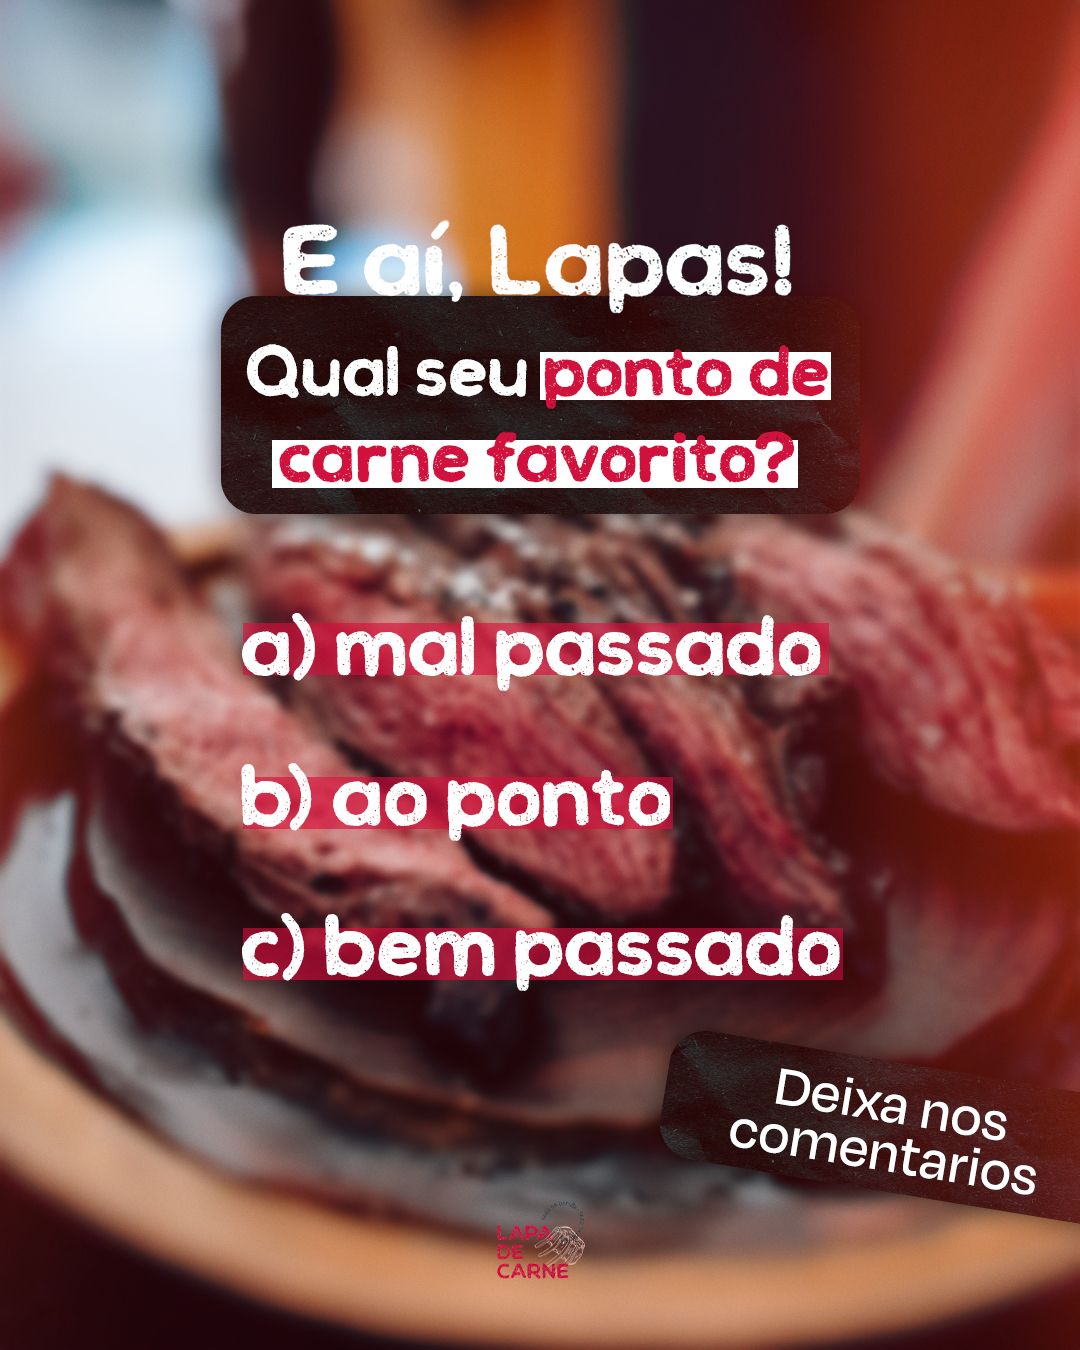 E aí, Lapas!
Qual seu ponto de
carne favorito?
a) mal passado
b) ao ponto
c) bem passado
Deixa nos
comentarios
LAPA
DE
CARNE